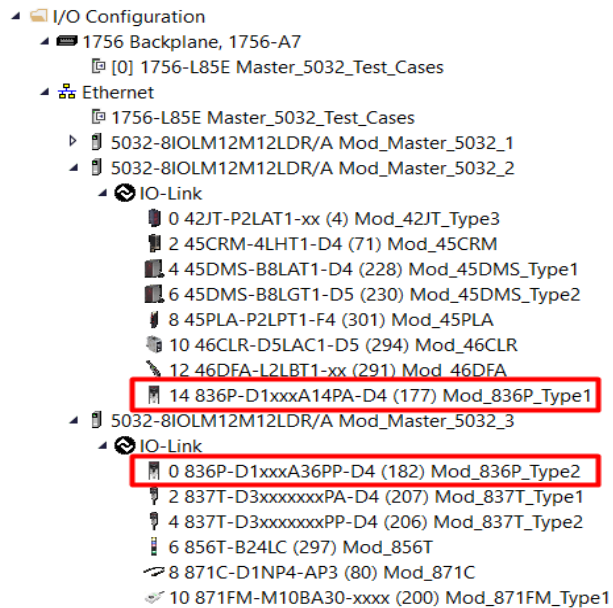 I/O Configuration
1756 Backplane, 1756-A7
[0] 1756-L85E Master_5032_Test_Cases
Ethernet
1756-L85E Master_5032_Test_Cases
5032-8IOLM12M12LDR/A Mod_Master_5032_1
5032-8IOLM12M12LDR/A Mod_Master_5032_2
IO-Link
0 42JT-P2LAT1-xx (4) Mod_42JT_Type3
2 45CRM-4LHT1-D4 (71) Mod_45CRM
4 45DMS-B8LAT1-D4 (228) Mod_45DMS_Type1
6 45DMS-B8LGT1-D5 (230) Mod_45DMS_Type2
8 45PLA-P2LPT1-F4 (301) Mod_45PLA
10 46CLR-D5LAC1-D5 (294) Mod_46CLR
12 46DFA-L2LBT1-xx (291) Mod_46DFA
14 836P-D1xxxA14PA-D4 (177) Mod_836P_Type1
5032-8IOLM12M12LDR/A Mod_Master_5032_3
IO-Link
0 836P-D1xxxA36PP-D4 (182) Mod_836P_Type2
2 837T-D3xxxxxxxPA-D4 (207) Mod_837T_Type1
4 837T-D3xxxxxxxPP-D4 (206) Mod_837T_Type2
6 856T-B24LC (297) Mod_856T
8 871C-D1NP4-AP3 (80) Mod_871C
10 871FM-M10BA30-xxxx (200) Mod_871FM_Type1